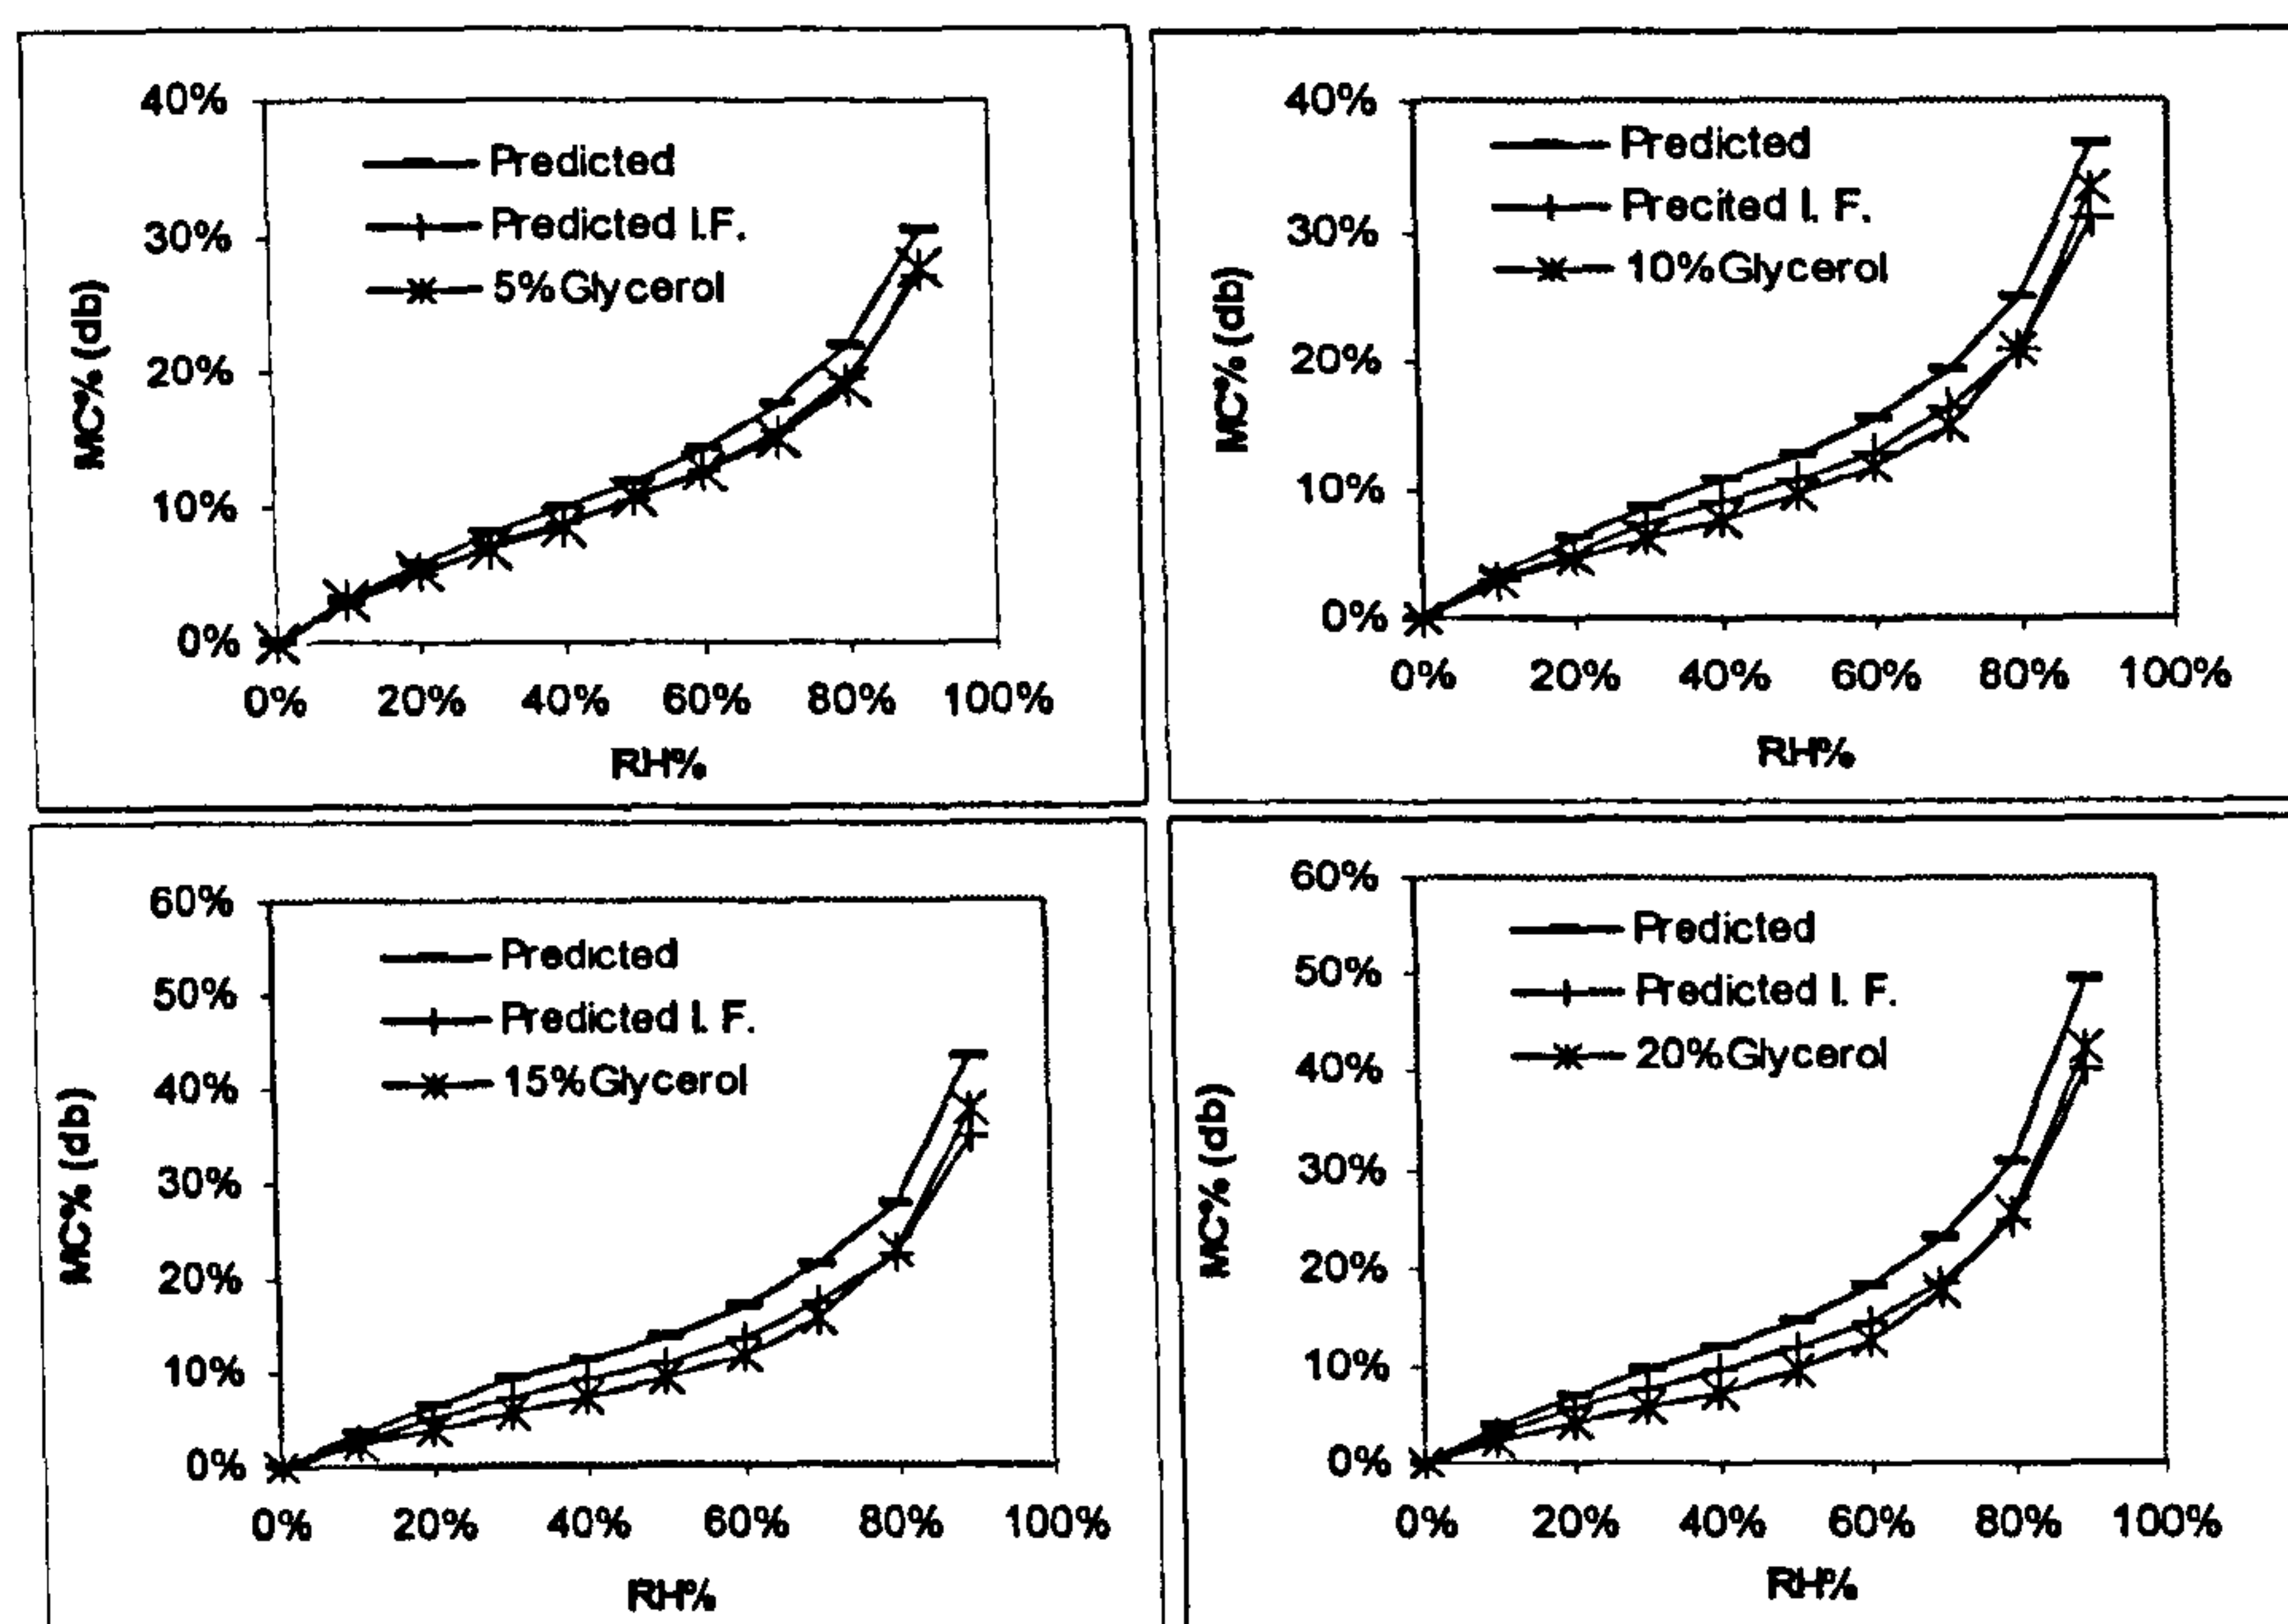 40%
30%
20%
10%
0%
MC% (db)
Predicted
Predicted I.F.
5%Glycerol
0% 20% 40% 60% 80% 100%
RH%
40%
30%
20%
10%
0%
MC% (db)
Predicted
Precited I. F.
10%Glycerol
0% 20% 40% 60% 80% 100%
RH%
60%
50%
40%
30%
20%
10%
0%
MC% (db)
Predicted
Predicted I. F.
15%Glycerol
0% 20% 40% 60% 80% 100%
RH%
60%
50%
40%
30%
20%
10%
0%
MC% (db)
Predicted
Predicted I. F.
20%Glycerol
0% 20% 40% 60% 80% 100%
RH%